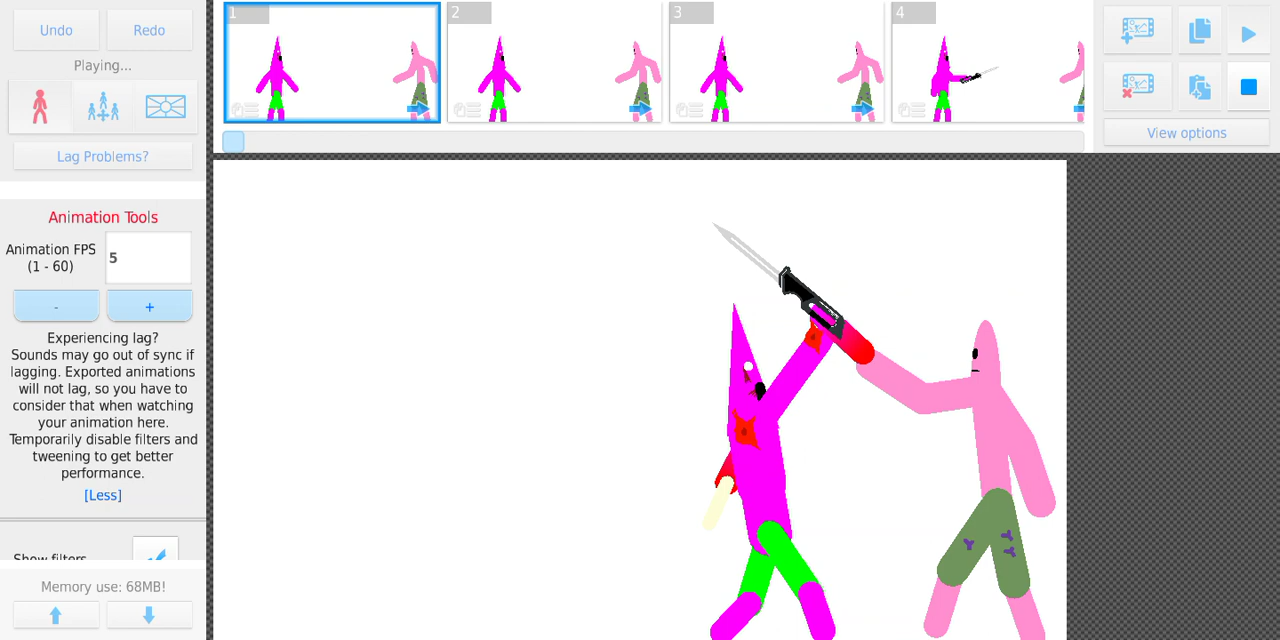 Undo
Redo
Playing...
Lag Problems?
Animation Tools
Animation FPS
(1 - 60)
5
-
+
Experiencing lag?
Sounds may go out of sync if
lagging. Exported animations
will not lag, so you have to
consider that when watching
your animation here.
Temporarily disable filters and
tweening to get better
performance.
[Less]
Show filters
Memory use: 68MB!
1
2
3
4
View options